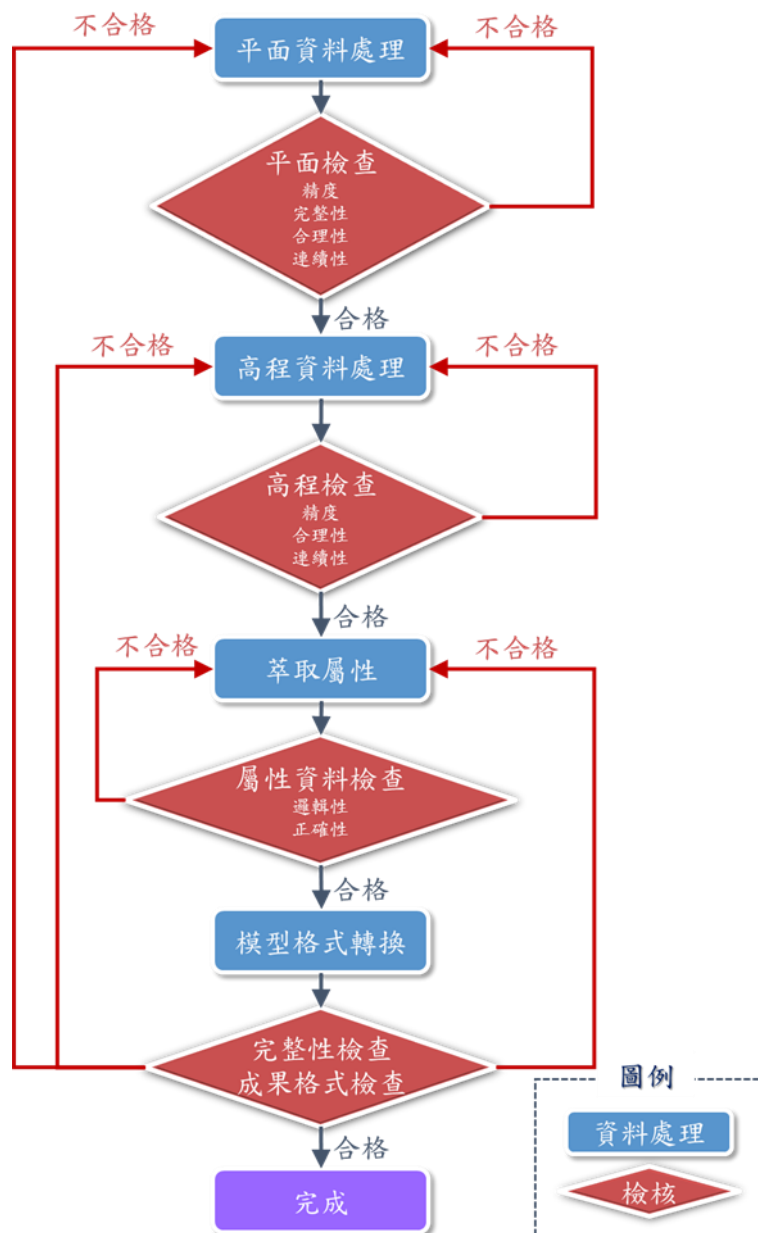 不合格
不合格
平面資料處理
平面檢查
精度
完整性
合理性
連續性
合格
不合格
不合格
高程資料處理
高程檢查
精度
合理性
連續性
合格
不合格
不合格
萃取屬性
屬性資料檢查
邏輯性
正確性
合格
模型格式轉換
完整性檢查
成果格式檢查
合格
完成
圖例
資料處理
檢核